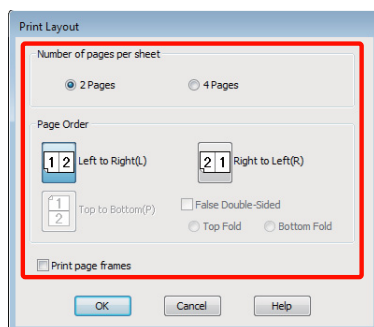 Print Layout
Number of pages per sheet
2 Pages
4 Pages
Page Order
1 2 Left to Right(L)
2 1 Right to Left(R)
1
2
Top to Bottom(P)
False Double-Sided
Top Fold
Bottom Fold
Print page frames
OK
Cancel
Help